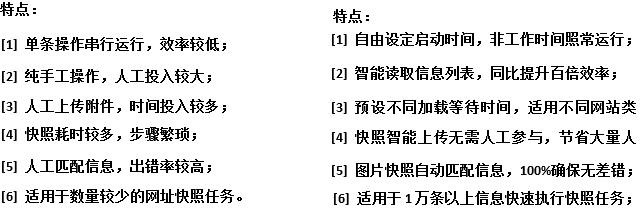 特点：
[1] 单条操作串行运行，效率较低；
[2] 纯手工操作，人工投入较大；
[3] 人工上传附件，时间投入较多；
[4] 快照耗时较多，步骤繁琐；
[5] 人工匹配信息，出错率较高；
[6] 适用于数量较少的网址快照任务。
特点：
[1] 自由设定启动时间，非工作时间照常运行；
[2] 智能读取信息列表，同比提升百倍效率；
[3] 预设不同加载等待时间，适用不同网站类
[4] 快照智能上传无需人工参与，节省大量人
[5] 图片快照自动匹配信息，100%确保无差错；
[6] 适用于 1 万条以上信息快速执行快照任务；